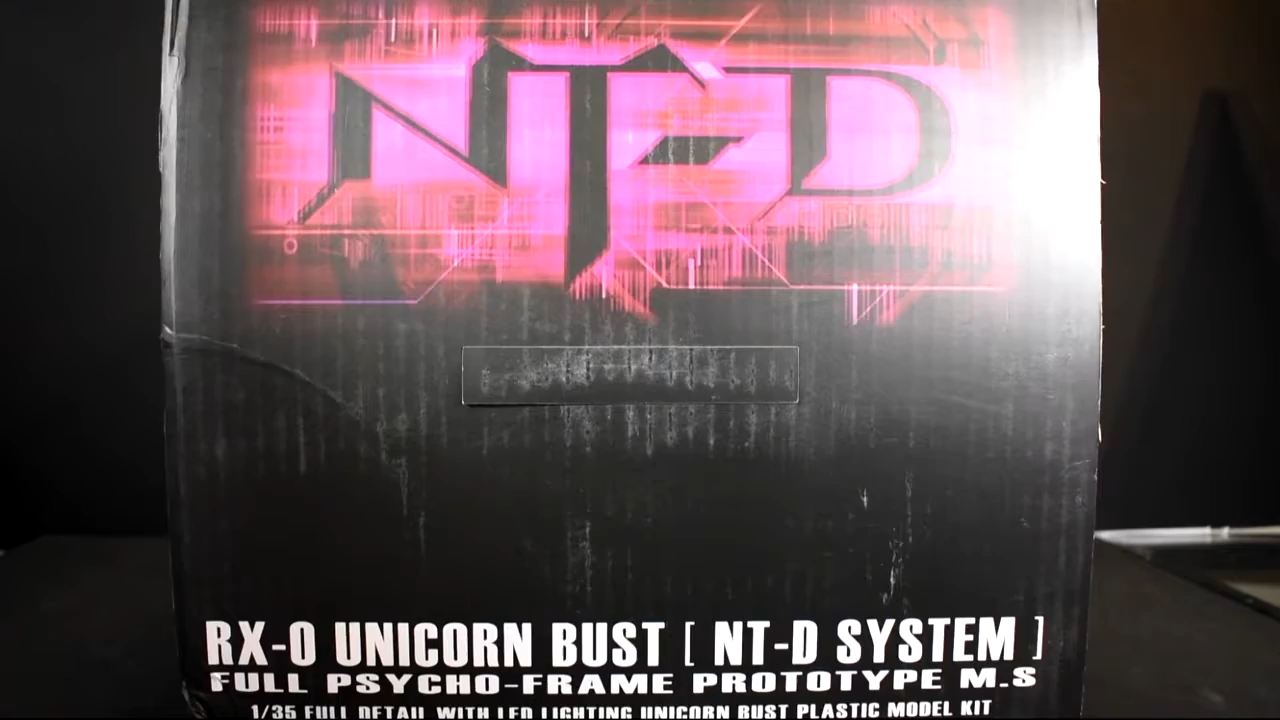 NT-D
RX-0 UNICORN BUST [ NT-D SYSTEM ]
FULL PSYCHO-FRAME PROTOTYPE M.S
1/35 FULL DETAIL WITH LED LIGHTING UNICORN BUST PLASTIC MODEL KIT